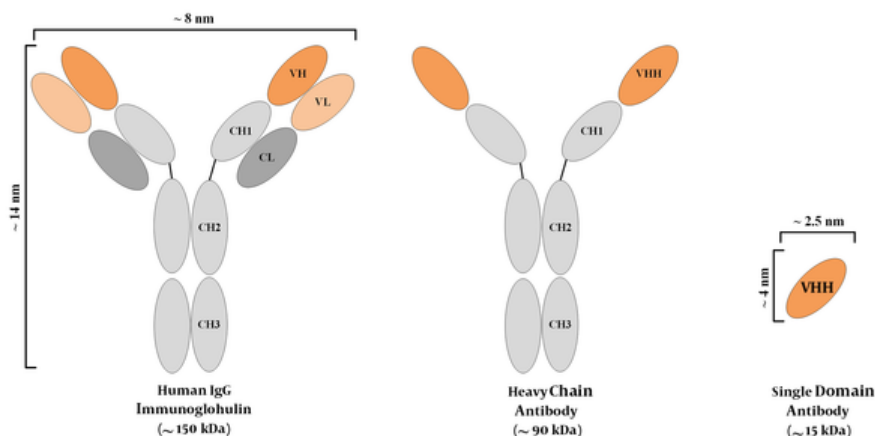 ~ 8 nm
~ 14 nm
VH
VL
CH1
CL
CH2
CH3
Human IgG
Immunoglohulin
(~ 150 kDa)
VHH
CH1
CH2
CH3
Heavy Chain
Antibody
(~ 90 kDa)
~ 2.5 nm
~ 4 nm
VHH
Single Domain
Antibody
(~ 15 kDa)